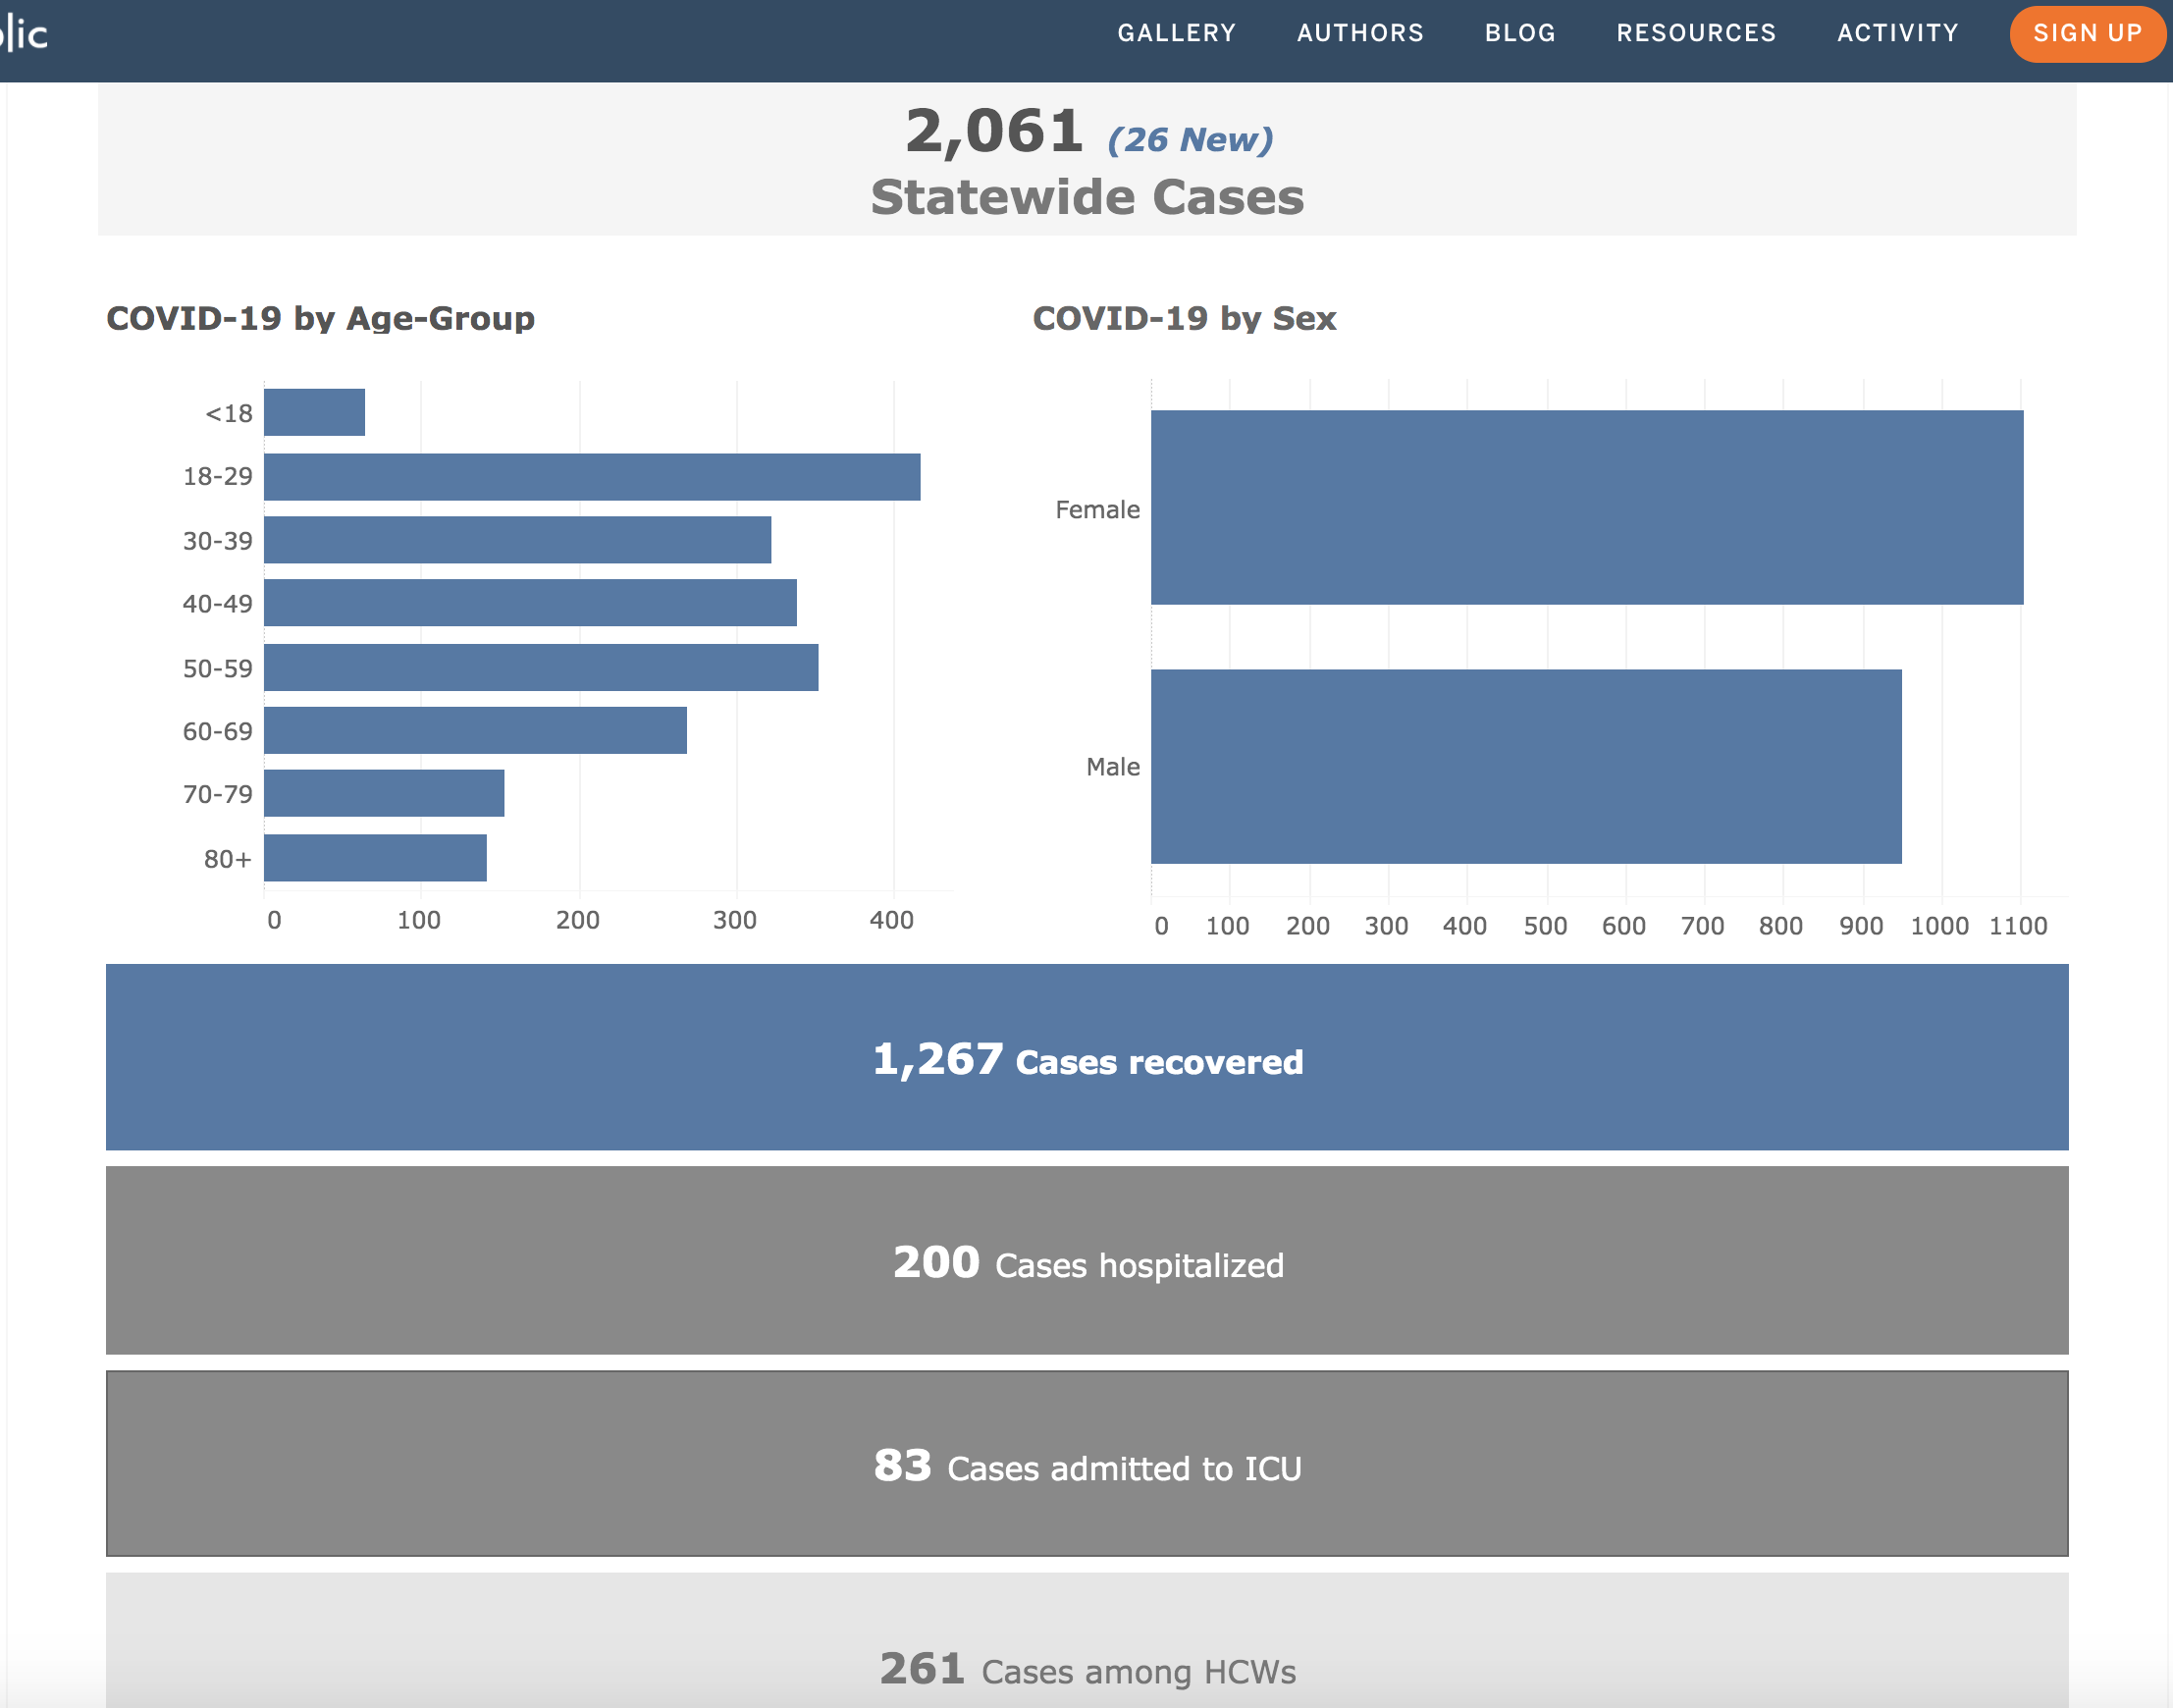 GALLERY AUTHORS BLOG RESOURCES ACTIVITY SIGN UP
2,061 (26 New)
Statewide Cases
COVID-19 by Age-Group
<18
18-29
30-39
40-49
50-59
60-69
70-79
80+
0 100 200 300 400
COVID-19 by Sex
Female
Male
0 100 200 300 400 500 600 700 800 900 1000 1100
1,267 Cases recovered
200 Cases hospitalized
83 Cases admitted to ICU
261 Cases among HCWs